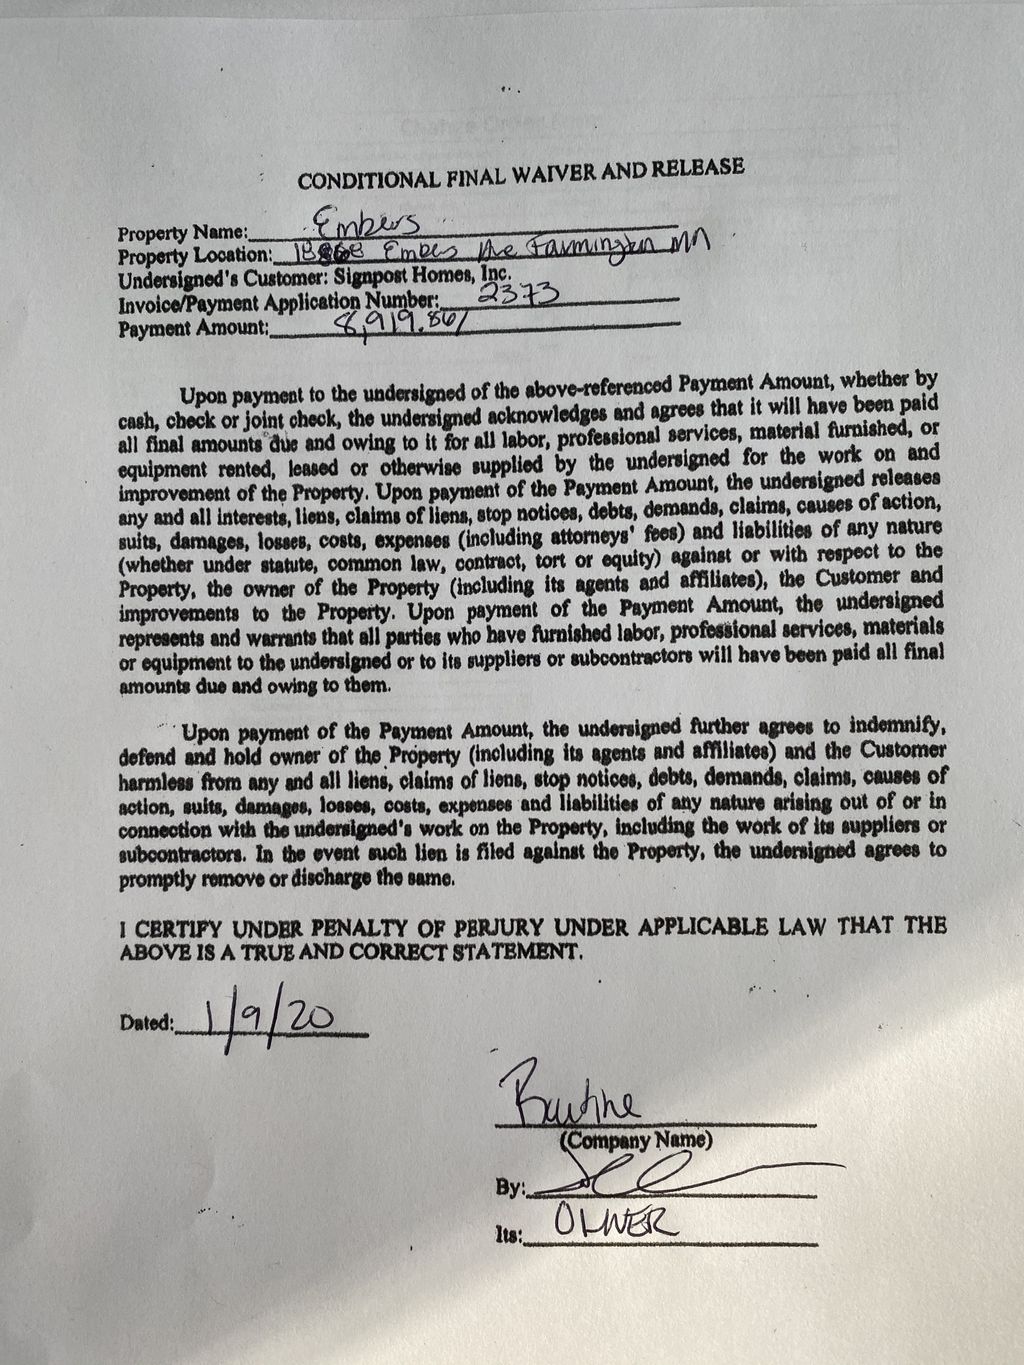 CONDITIONAL FINAL WAIVER AND RELEASE
Property Name: Embers
Property Location: Embers Ave Farmington MN
Undersigned's Customer: Signpost Homes, Inc.
Invoice/Payment Application Number: 2373
Payment Amount: 8,919.86/
Upon payment to the undersigned of the above-referenced Payment Amount, whether by
cash, check or joint check, the undersigned acknowledges and agrees that it will have been paid
all final amounts due and owing to it for all labor, professional services, material furnished, or
equipment rented, leased or otherwise supplied by the undersigned for the work on and
improvement of the Property. Upon payment of the Payment Amount, the undersigned releases
any and all interests, liens, claims of liens, stop notices, debts, demands, claims, causes of action,
suits, damages, losses, costs, expenses (including attorneys' fees) and liabilities of any nature
(whether under statute, common law, contract, tort or equity) against or with respect to the
Property, the owner of the Property (including its agents and affiliates), the Customer and
improvements to the Property. Upon payment of the Payment Amount, the undersigned
represents and warrants that all parties who have furnished labor, professional services, materials
or equipment to the undersigned or to its suppliers or subcontractors will have been paid all final
amounts due and owing to them.
Upon payment of the Payment Amount, the undersigned further agrees to indemnify,
defend and hold owner of the Property (including its agents and affiliates) and the Customer
harmless from any and all liens, claims of liens, stop notices, debts, demands, claims, causes of
action, suits, damages, losses, costs, expenses and liabilities of any nature arising out of or in
connection with the undersigned's work on the Property, including the work of its suppliers or
subcontractors. In the event such lien is filed against the Property, the undersigned agrees to
promptly remove or discharge the same.
I CERTIFY UNDER PENALTY OF PERJURY UNDER APPLICABLE LAW THAT THE
ABOVE IS A TRUE AND CORRECT STATEMENT.
Dated: 1/9/20
(Company Name)
By:
Its: OWNER